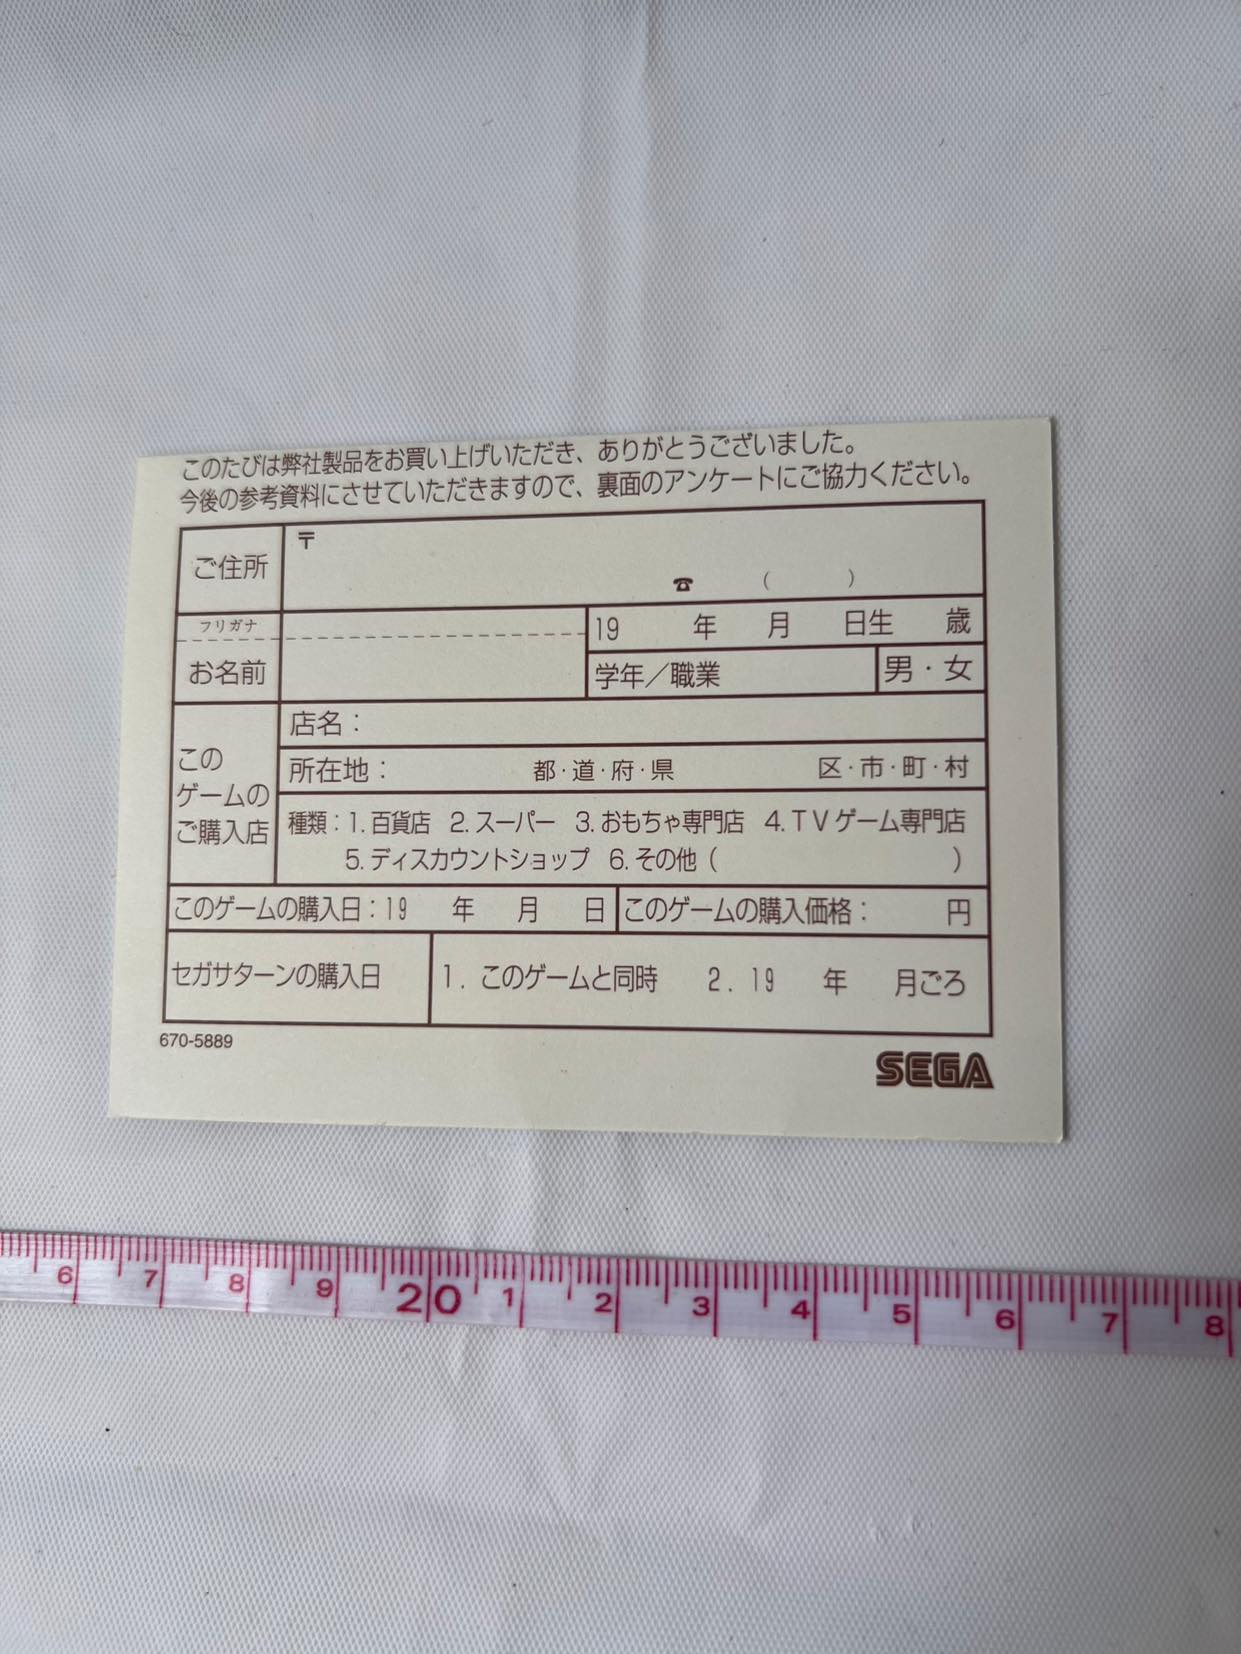 このたびは弊社製品をお買い上げいただき、ありがとうございました。
今後の参考資料にさせていただきますので、裏面のアンケートにご協力ください。
ご住所
〒
☎ ( )
フリガナ
お名前
19 年 月 日生 歳
学年／職業
男・女
この
ゲームの
ご購入店
店名：
所在地： 都・道・府・県 区・市・町・村
種類：1. 百貨店 2. スーパー 3. おもちゃ専門店 4. TVゲーム専門店
5. ディスカウントショップ 6. その他 ( )
このゲームの購入日：19 年 月 日
このゲームの購入価格： 円
セガサターンの購入日
1. このゲームと同時 2. 19 年 月ごろ
670-5889
SEGA
6 7 8 9 20 1 2 3 4 5 6 7 8